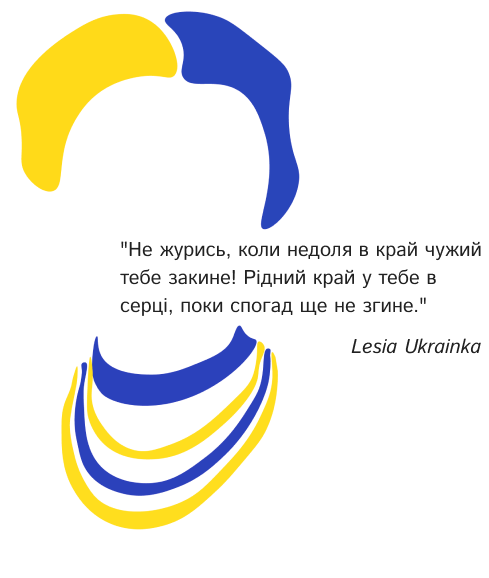 "Не журись, коли недоля в край чужий
тебе закине! Рідний край у тебе в
серці, поки спогад ще не згине."
Lesia Ukrainka